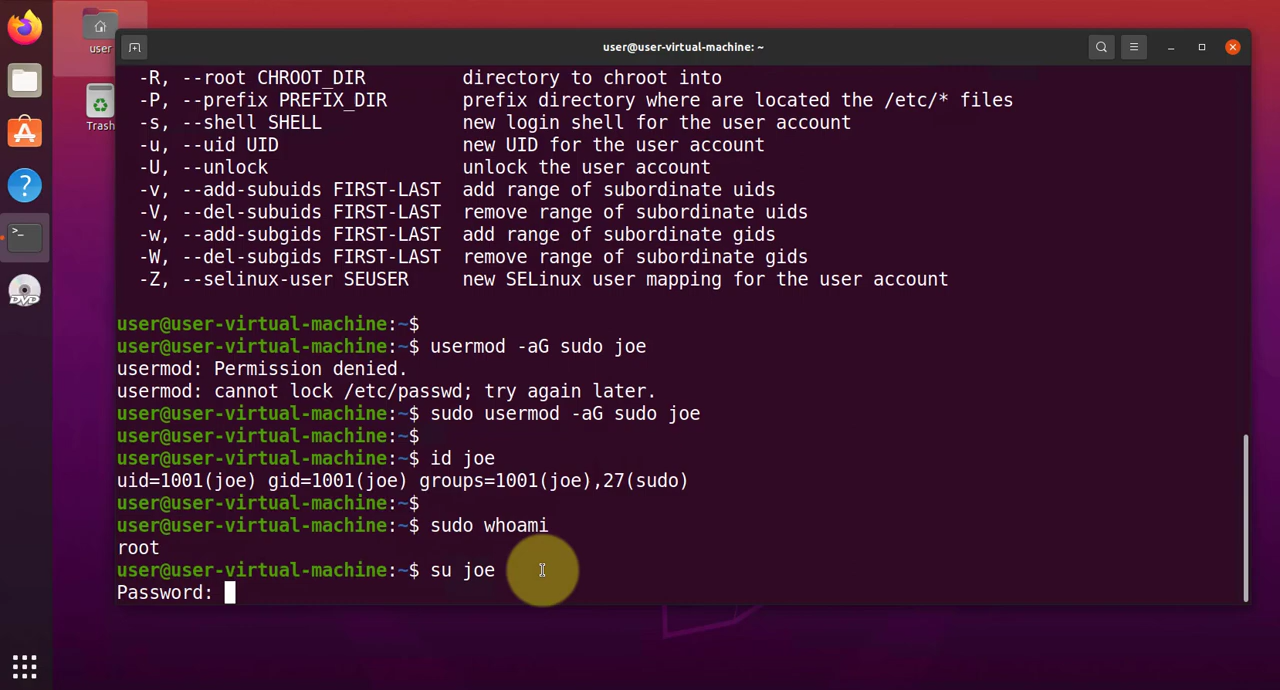 user
Trash
DVD
user@user-virtual-machine: ~
-R, --root CHROOT_DIR         directory to chroot into
-P, --prefix PREFIX_DIR       prefix directory where are located the /etc/* files
-s, --shell SHELL             new login shell for the user account
-u, --uid UID                 new UID for the user account
-U, --unlock                  unlock the user account
-v, --add-subuids FIRST-LAST  add range of subordinate uids
-V, --del-subuids FIRST-LAST  remove range of subordinate uids
-w, --add-subgids FIRST-LAST  add range of subordinate gids
-W, --del-subgids FIRST-LAST  remove range of subordinate gids
-Z, --selinux-user SEUSER     new SELinux user mapping for the user account
user@user-virtual-machine:~$
user@user-virtual-machine:~$ usermod -aG sudo joe
usermod: Permission denied.
usermod: cannot lock /etc/passwd; try again later.
user@user-virtual-machine:~$ sudo usermod -aG sudo joe
user@user-virtual-machine:~$
user@user-virtual-machine:~$ id joe
uid=1001(joe) gid=1001(joe) groups=1001(joe),27(sudo)
user@user-virtual-machine:~$
user@user-virtual-machine:~$ sudo whoami
root
user@user-virtual-machine:~$ su joe
Password: